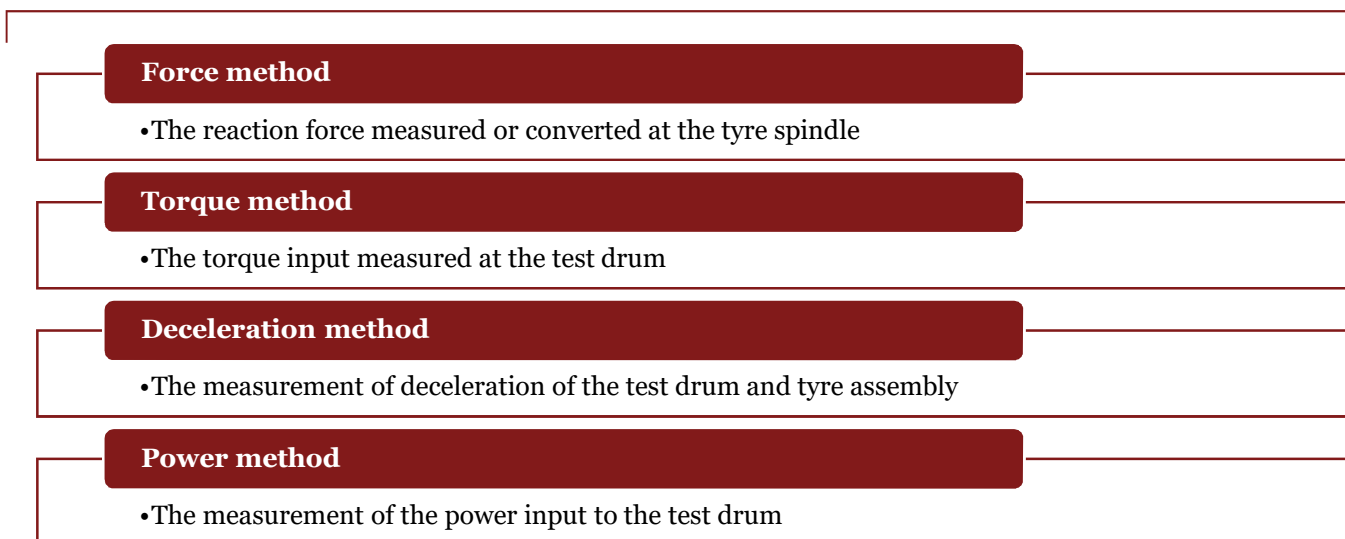 Force method
•The reaction force measured or converted at the tyre spindle
Torque method
•The torque input measured at the test drum
Deceleration method
•The measurement of deceleration of the test drum and tyre assembly
Power method
•The measurement of the power input to the test drum